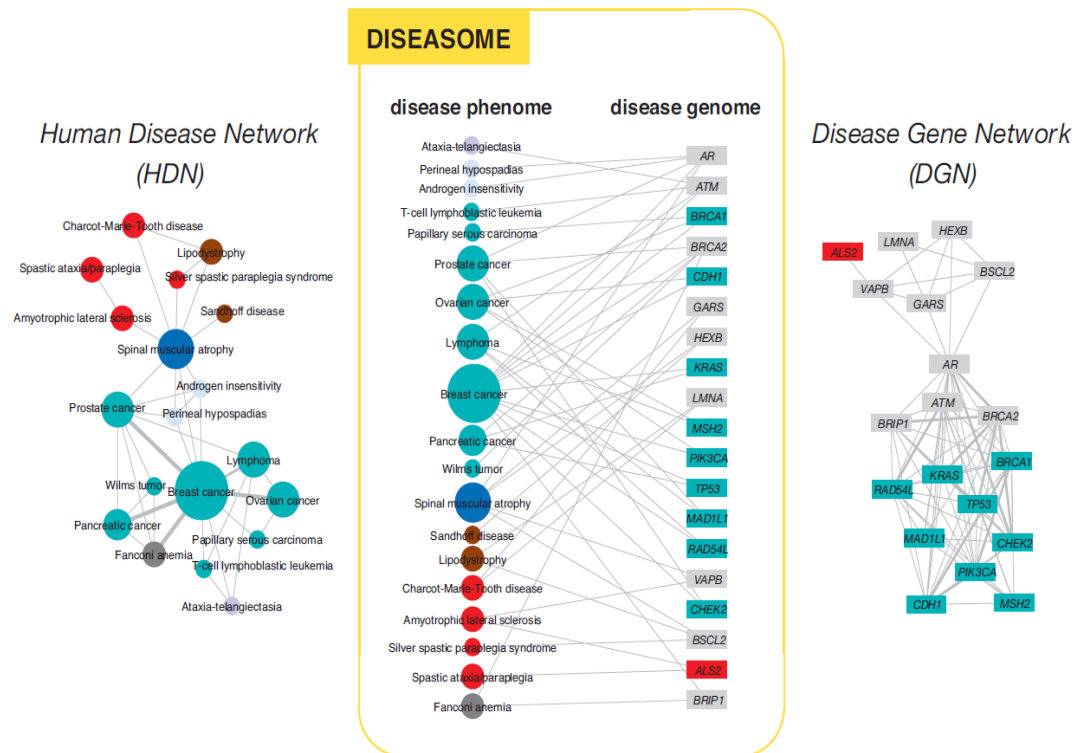 DISEASOME
Human Disease Network
(HDN)
Charcot-Marie-Tooth disease
Lipodystrophy
Spastic ataxia/paraplegia
Silver spastic paraplegia syndrome
Sandhoff disease
Amyotrophic lateral sclerosis
Spinal muscular atrophy
Androgen insensitivity
Prostate cancer
Perineal hypospadias
Lymphoma
Wilms tumor
Breast cancer
Ovarian cancer
Pancreatic cancer
Papillary serous carcinoma
Fanconi anemia
T-cell lymphoblastic leukemia
Ataxia-telangiectasia
disease phenome
Ataxia-telangiectasia
Perineal hypospadias
Androgen insensitivity
T-cell lymphoblastic leukemia
Papillary serous carcinoma
Prostate cancer
Ovarian cancer
Lymphoma
Breast cancer
Pancreatic cancer
Wilms tumor
Spinal muscular atrophy
Sandhoff disease
Lipodystrophy
Charcot-Marie-Tooth disease
Amyotrophic lateral sclerosis
Silver spastic paraplegia syndrome
Spastic ataxia/paraplegia
Fanconi anemia
disease genome
AR
ATM
BRCA1
BRCA2
CDH1
GARS
HEXB
KRAS
LMNA
MSH2
PIK3CA
TP53
MAD1L1
RAD54L
VAPB
CHEK2
BSCL2
ALS2
BRIP1
Disease Gene Network
(DGN)
HEXB
LMNA
ALS2
BSCL2
VAPB
GARS
AR
ATM
BRCA2
BRIP1
BRCA1
KRAS
RAD54L
TP53
MAD1L1
CHEK2
PIK3CA
CDH1
MSH2